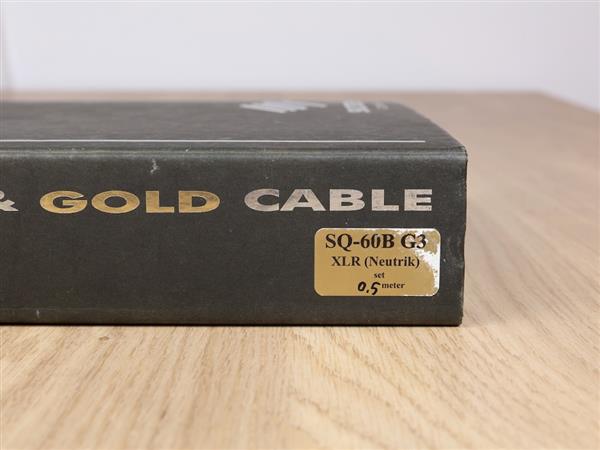 & GOLD CABLE
SQ-60B G3
XLR (Neutrik)
set
0.5 meter